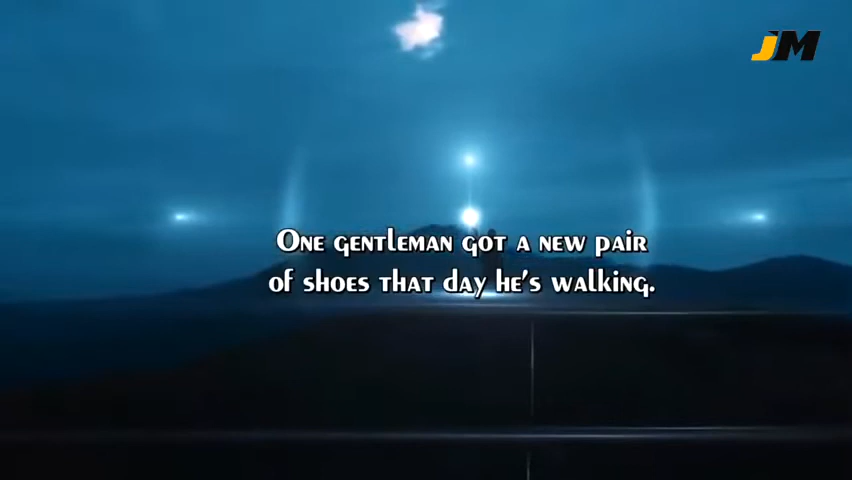 JM
One gentleman got a new pair
of shoes that day he's walking.